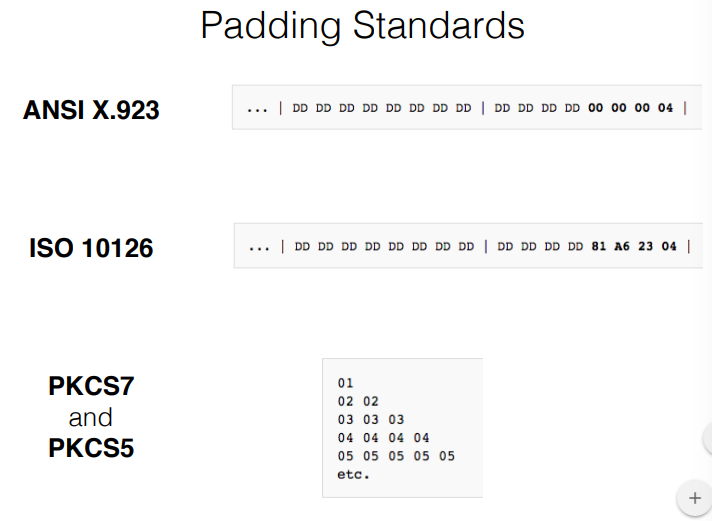 Padding Standards
ANSI X.923
... | DD DD DD DD DD DD DD DD | DD DD DD DD 00 00 00 04 |
ISO 10126
... | DD DD DD DD DD DD DD DD | DD DD DD DD 81 A6 23 04 |
PKCS7
and
PKCS5
01
02 02
03 03 03
04 04 04 04
05 05 05 05 05
etc.
+